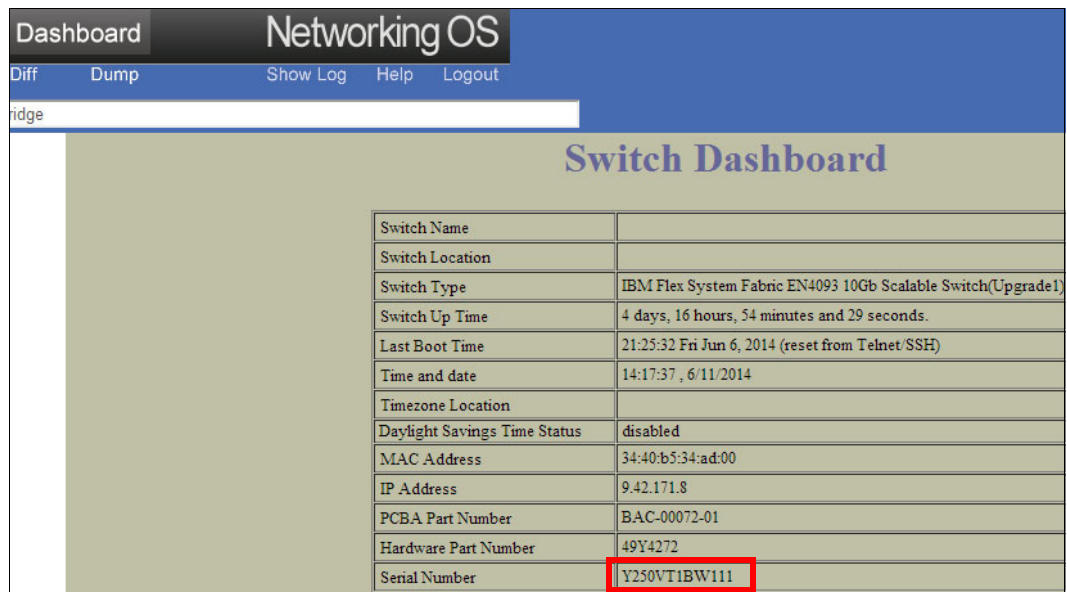 Dashboard Networking OS
Diff Dump Show Log Help Logout
ridge
Switch Dashboard
Switch Name
Switch Location
Switch Type IBM Flex System Fabric EN4093 10Gb Scalable Switch(Upgrade1)
Switch Up Time 4 days, 16 hours, 54 minutes and 29 seconds.
Last Boot Time 21:25:32 Fri Jun 6, 2014 (reset from Telnet/SSH)
Time and date 14:17:37 , 6/11/2014
Timezone Location
Daylight Savings Time Status disabled
MAC Address 34:40:b5:34:ad:00
IP Address 9.42.171.8
PCBA Part Number BAC-00072-01
Hardware Part Number 49Y4272
Serial Number Y250VT1BW111